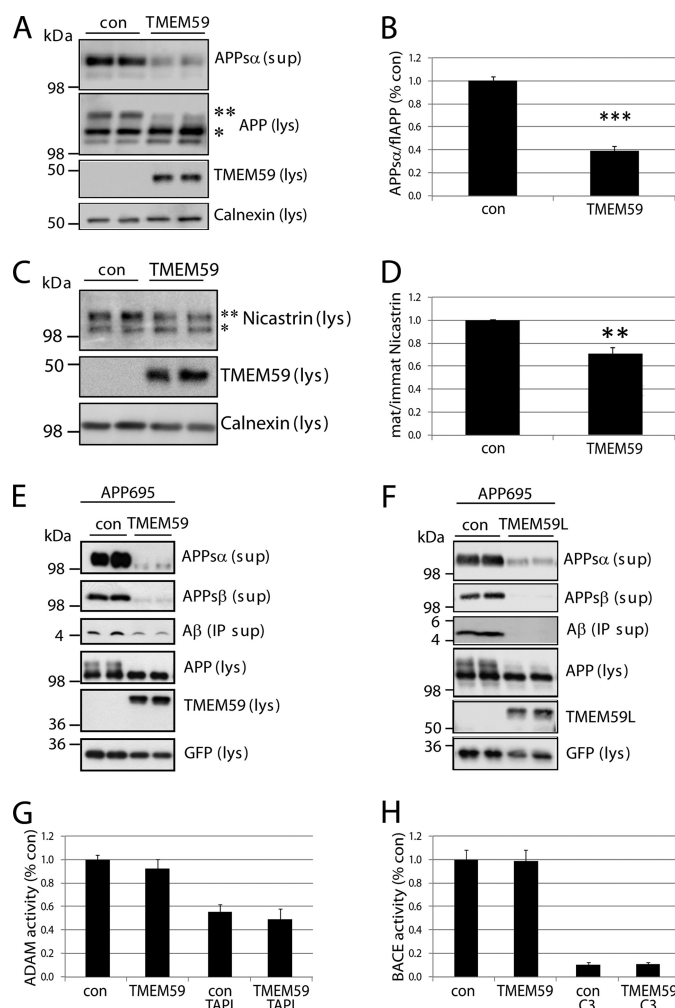 A
con TMEM59
kDa
APPsα (sup)
98
**
* APP (lys)
98
50
TMEM59 (lys)
50
Calnexin (lys)
B
APPsα/flAPP (% con)
1.2
1.0
0.8
0.6
0.4
0.2
0.0
***
con TMEM59
C
con TMEM59
kDa
** Nicastrin (lys)
*
98
50
TMEM59 (lys)
98
Calnexin (lys)
D
mat/immat Nicastrin
1.2
1.0
0.8
0.6
0.4
0.2
0.0
**
con TMEM59
E
APP695
con TMEM59
kDa
APPsα (sup)
98
APPsβ (sup)
98
4
Aβ (IP sup)
APP (lys)
98
TMEM59 (lys)
36
36
GFP (lys)
F
APP695
con TMEM59L
kDa
APPsα (sup)
98
APPsβ (sup)
98
6
Aβ (IP sup)
4
APP (lys)
98
TMEM59L
50
36
GFP (lys)
G
ADAM activity (% con)
1.2
1.0
0.8
0.6
0.4
0.2
0.0
con TMEM59 con TMEM59
TAPI TAPI
H
BACE activity (% con)
1.2
1.0
0.8
0.6
0.4
0.2
0.0
con TMEM59 con TMEM59
C3 C3